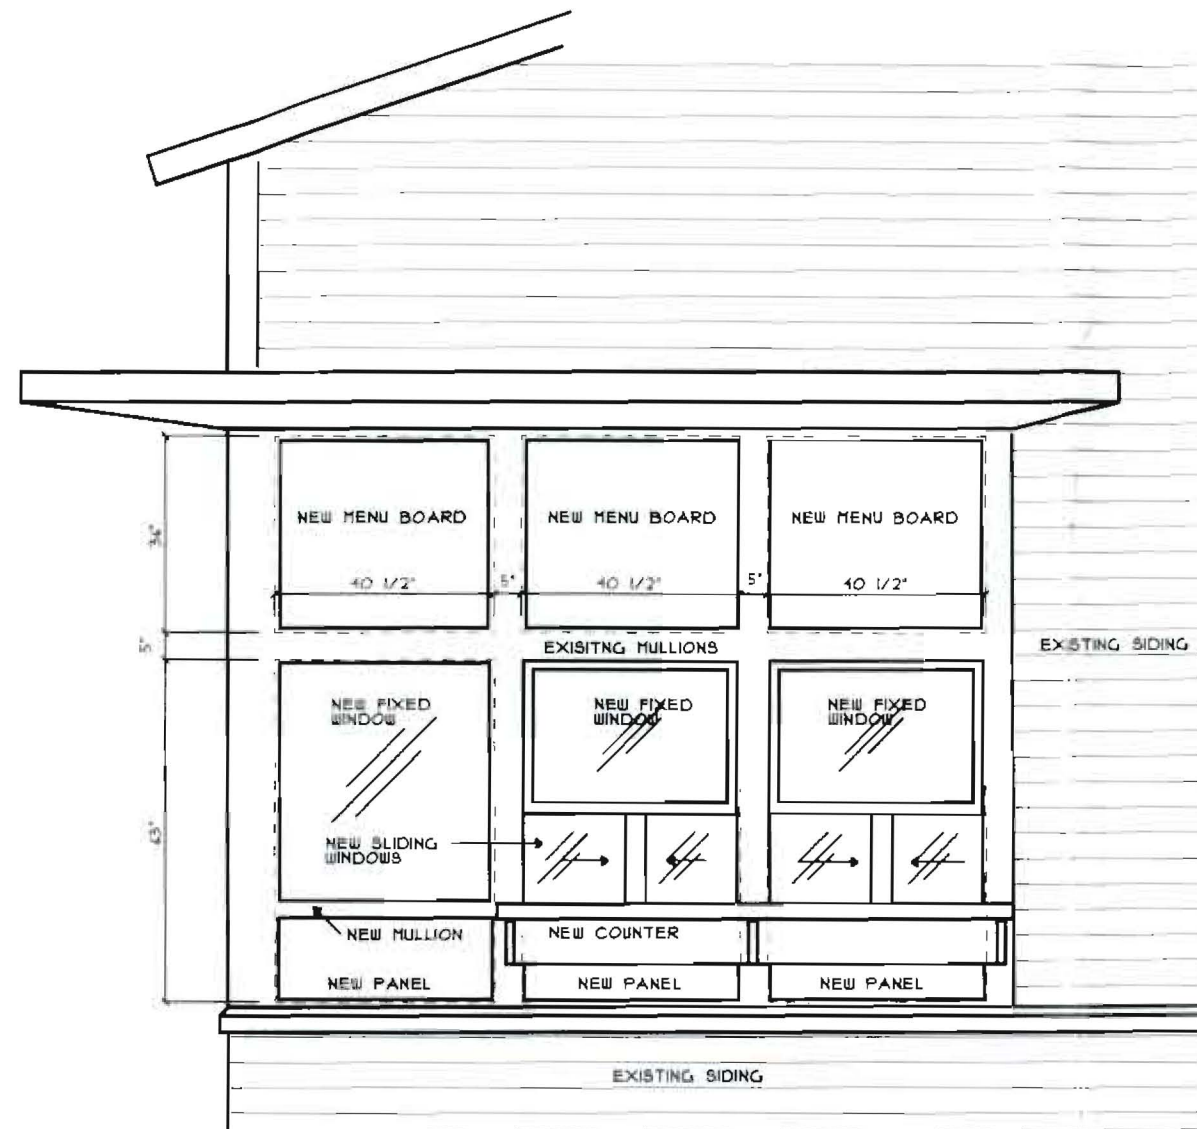 NEW MENU BOARD
NEW MENU BOARD
NEW MENU BOARD
36"
40 1/2"
5"
40 1/2"
5"
40 1/2"
5"
EXISITNG MULLIONS
EXISTING SIDING
NEW FIXED
WINDOW
NEW FIXED
WINDOW
NEW FIXED
WINDOW
63"
NEW SLIDING
WINDOWS
NEW MULLION
NEW COUNTER
NEW PANEL
NEW PANEL
NEW PANEL
EXISTING SIDING